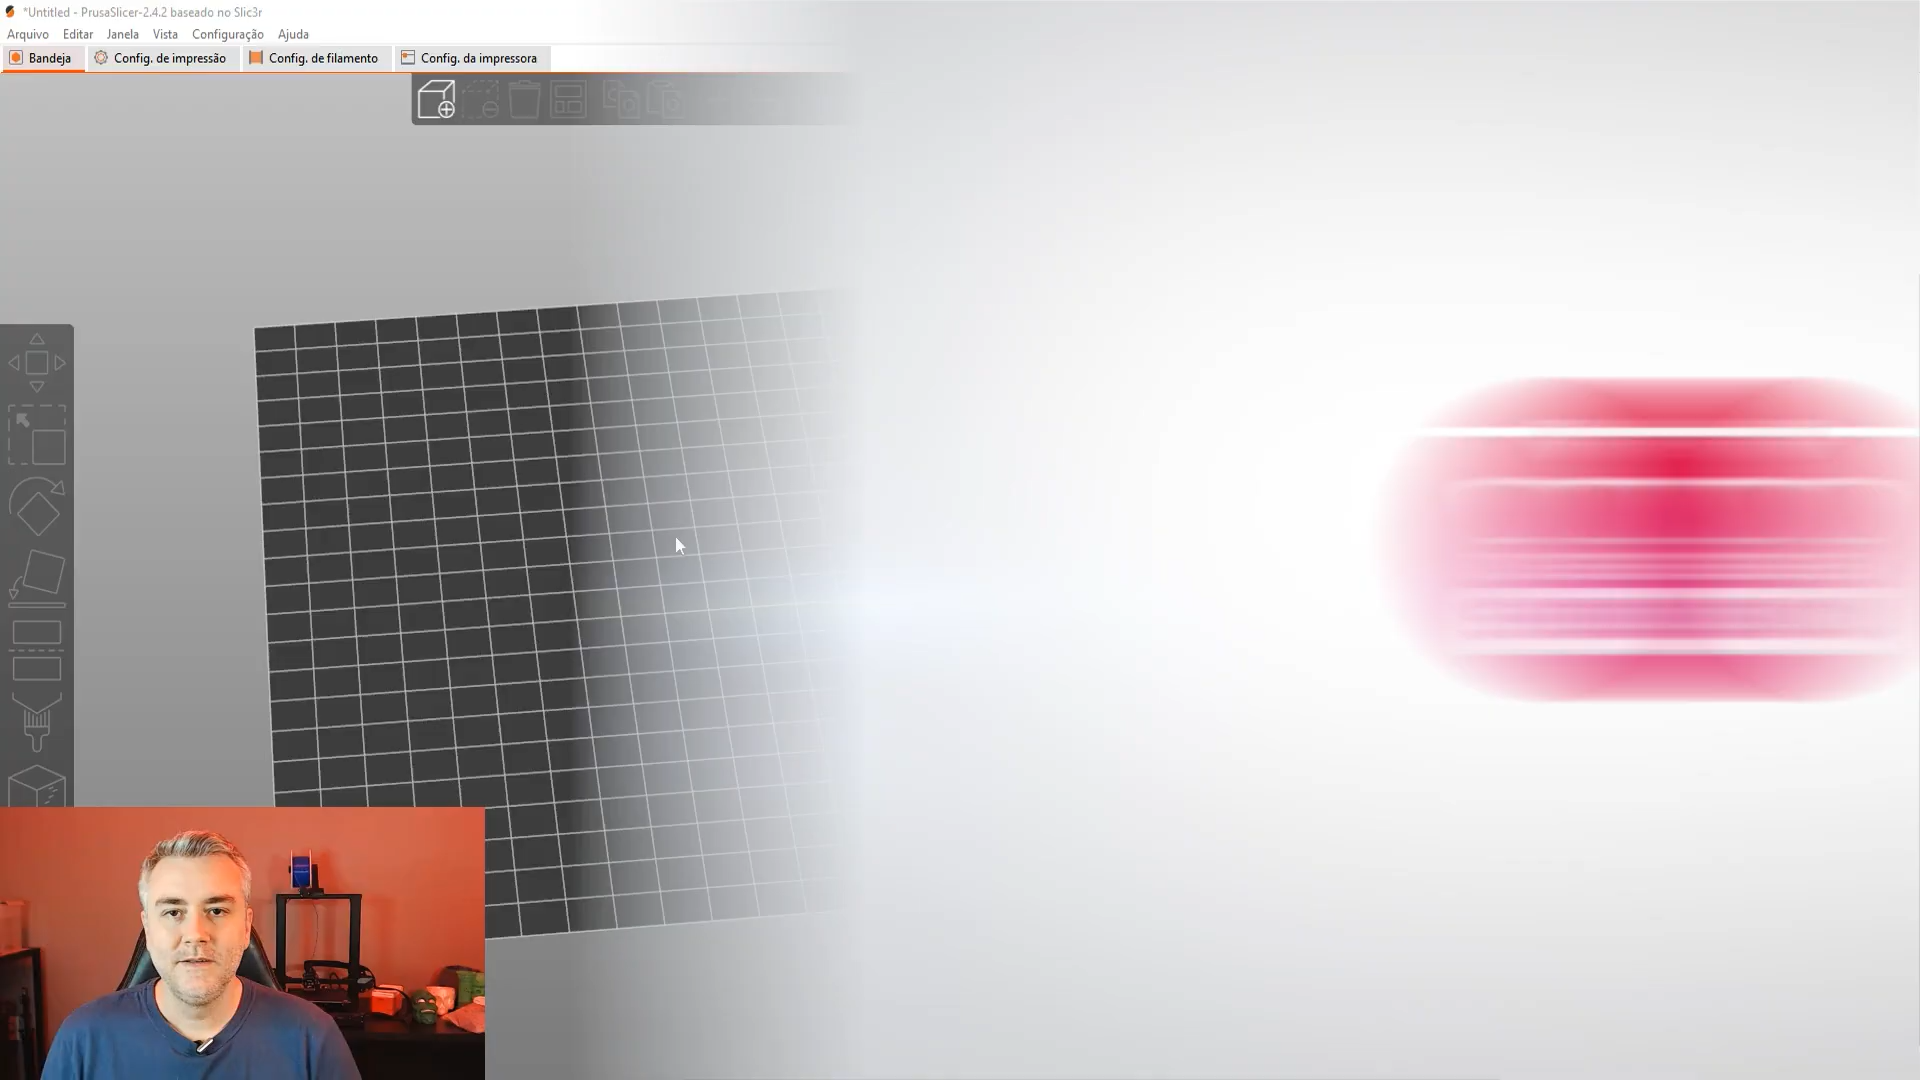 *Untitled - PrusaSlicer-2.4.2 baseado no Slic3r
Arquivo Editar Janela Vista Configuração Ajuda
Bandeja Config. de impressão Config. de filamento Config. da impressora